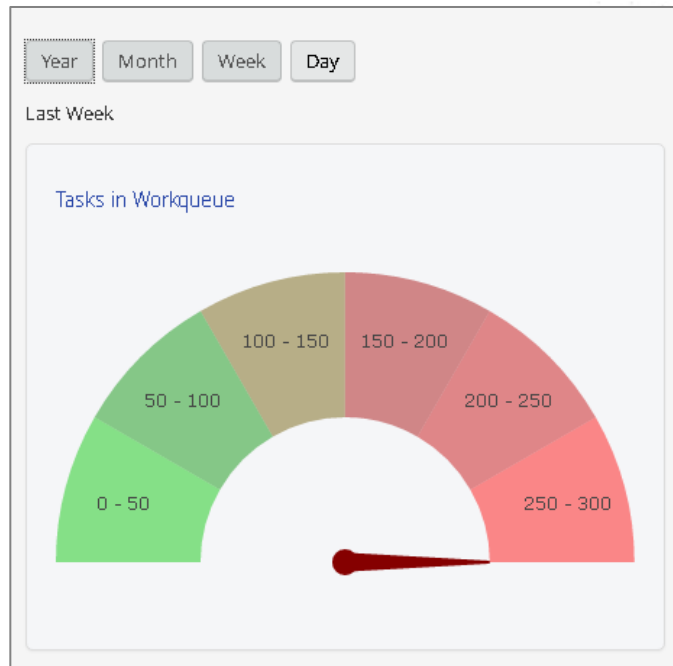 Year Month Week Day
Last Week
Tasks in Workqueue
100 - 150 150 - 200
50 - 100 200 - 250
0 - 50 250 - 300